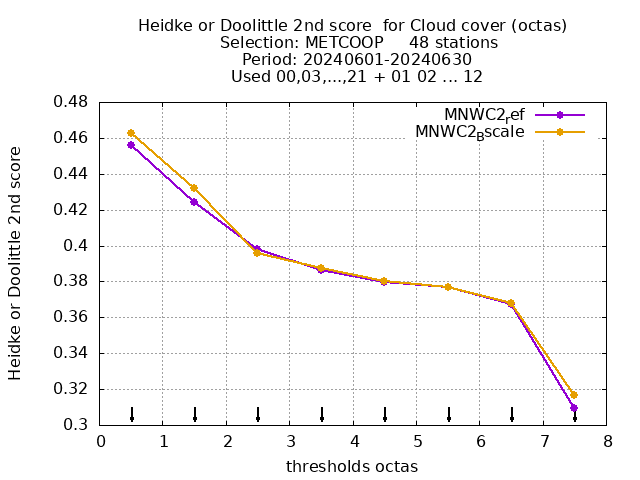 Heidke or Doolittle 2nd score  for Cloud cover (octas)
Selection: METCOOP     48 stations
Period: 20240601-20240630
Used 00,03,...,21 + 01 02 ... 12
MNWC2ref
MNWC2Bscale
Heidke or Doolittle 2nd score
0.48
0.46
0.44
0.42
0.4
0.38
0.36
0.34
0.32
0.3
0 1 2 3 4 5 6 7 8
thresholds octas